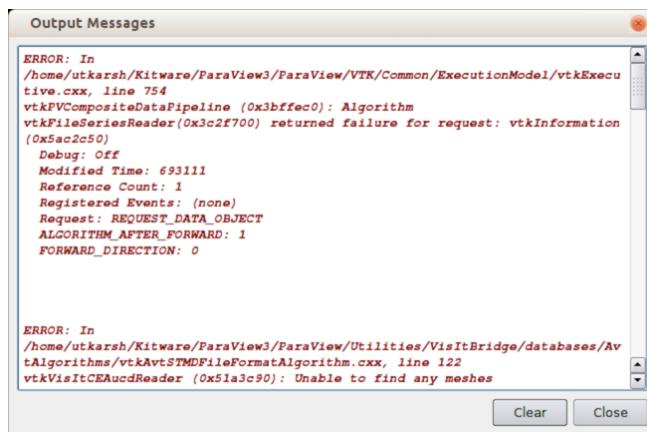 Output Messages
ERROR: In
/home/utkarsh/Kitware/ParaView3/ParaView/VTK/Common/ExecutionModel/vtkExecu
tive.cxx, line 754
vtkPVCompositeDataPipeline (0x3bffec0): Algorithm
vtkFileSeriesReader(0x3c2f700) returned failure for request: vtkInformation
(0x5ac2c50)
Debug: Off
Modified Time: 693111
Reference Count: 1
Registered Events: (none)
Request: REQUEST_DATA_OBJECT
ALGORITHM_AFTER_FORWARD: 1
FORWARD_DIRECTION: 0
ERROR: In
/home/utkarsh/Kitware/ParaView3/ParaView/Utilities/VisItBridge/databases/Av
tAlgorithms/vtkAvtSTMDFileFormatAlgorithm.cxx, line 122
vtkVisItCEAucdReader (0x51a3c90): Unable to find any meshes
Clear Close